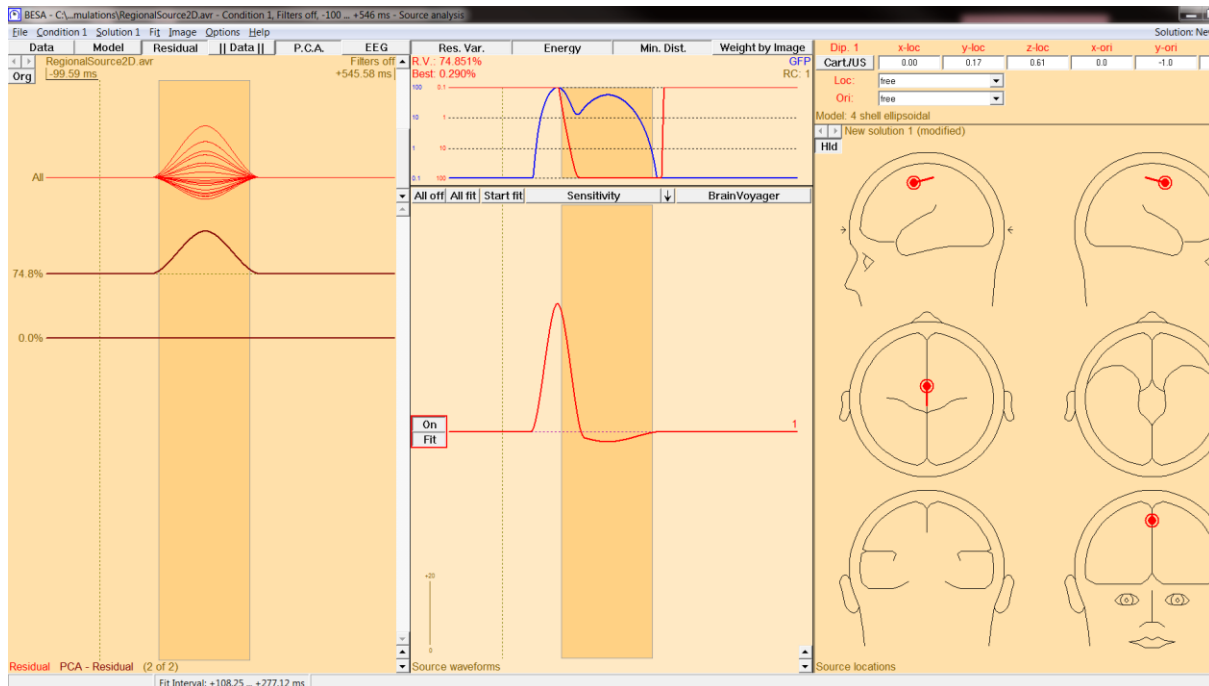 BESA - C:\...mulations\RegionalSource2D.avr - Condition 1, Filters off, -100 ... +546 ms - Source analysis
File Condition 1 Solution 1 Fit Image Options Help
Solution: New
Data Model Residual || Data || P.C.A. EEG
RegionalSource2D.avr Filters off
Org -99.59 ms +545.58 ms
All
74.8%
0.0%
Residual PCA - Residual (2 of 2)
Res. Var. Energy Min. Dist. Weight by Image
R.V.: 74.851% GFP
Best: 0.290% RC: 1
100 0.1
10 1
1 10
0.1 100
All off All fit Start fit Sensitivity ↓ BrainVoyager
On 1
Fit
+20
0
Source waveforms
Dip. 1 x-loc y-loc z-loc x-ori y-ori
Cart./US 0.00 0.17 0.61 0.0 -1.0
Loc: free
Ori: free
Model: 4 shell ellipsoidal
New solution 1 (modified)
Hld
Source locations
Fit Interval: +108.25 ... +277.12 ms